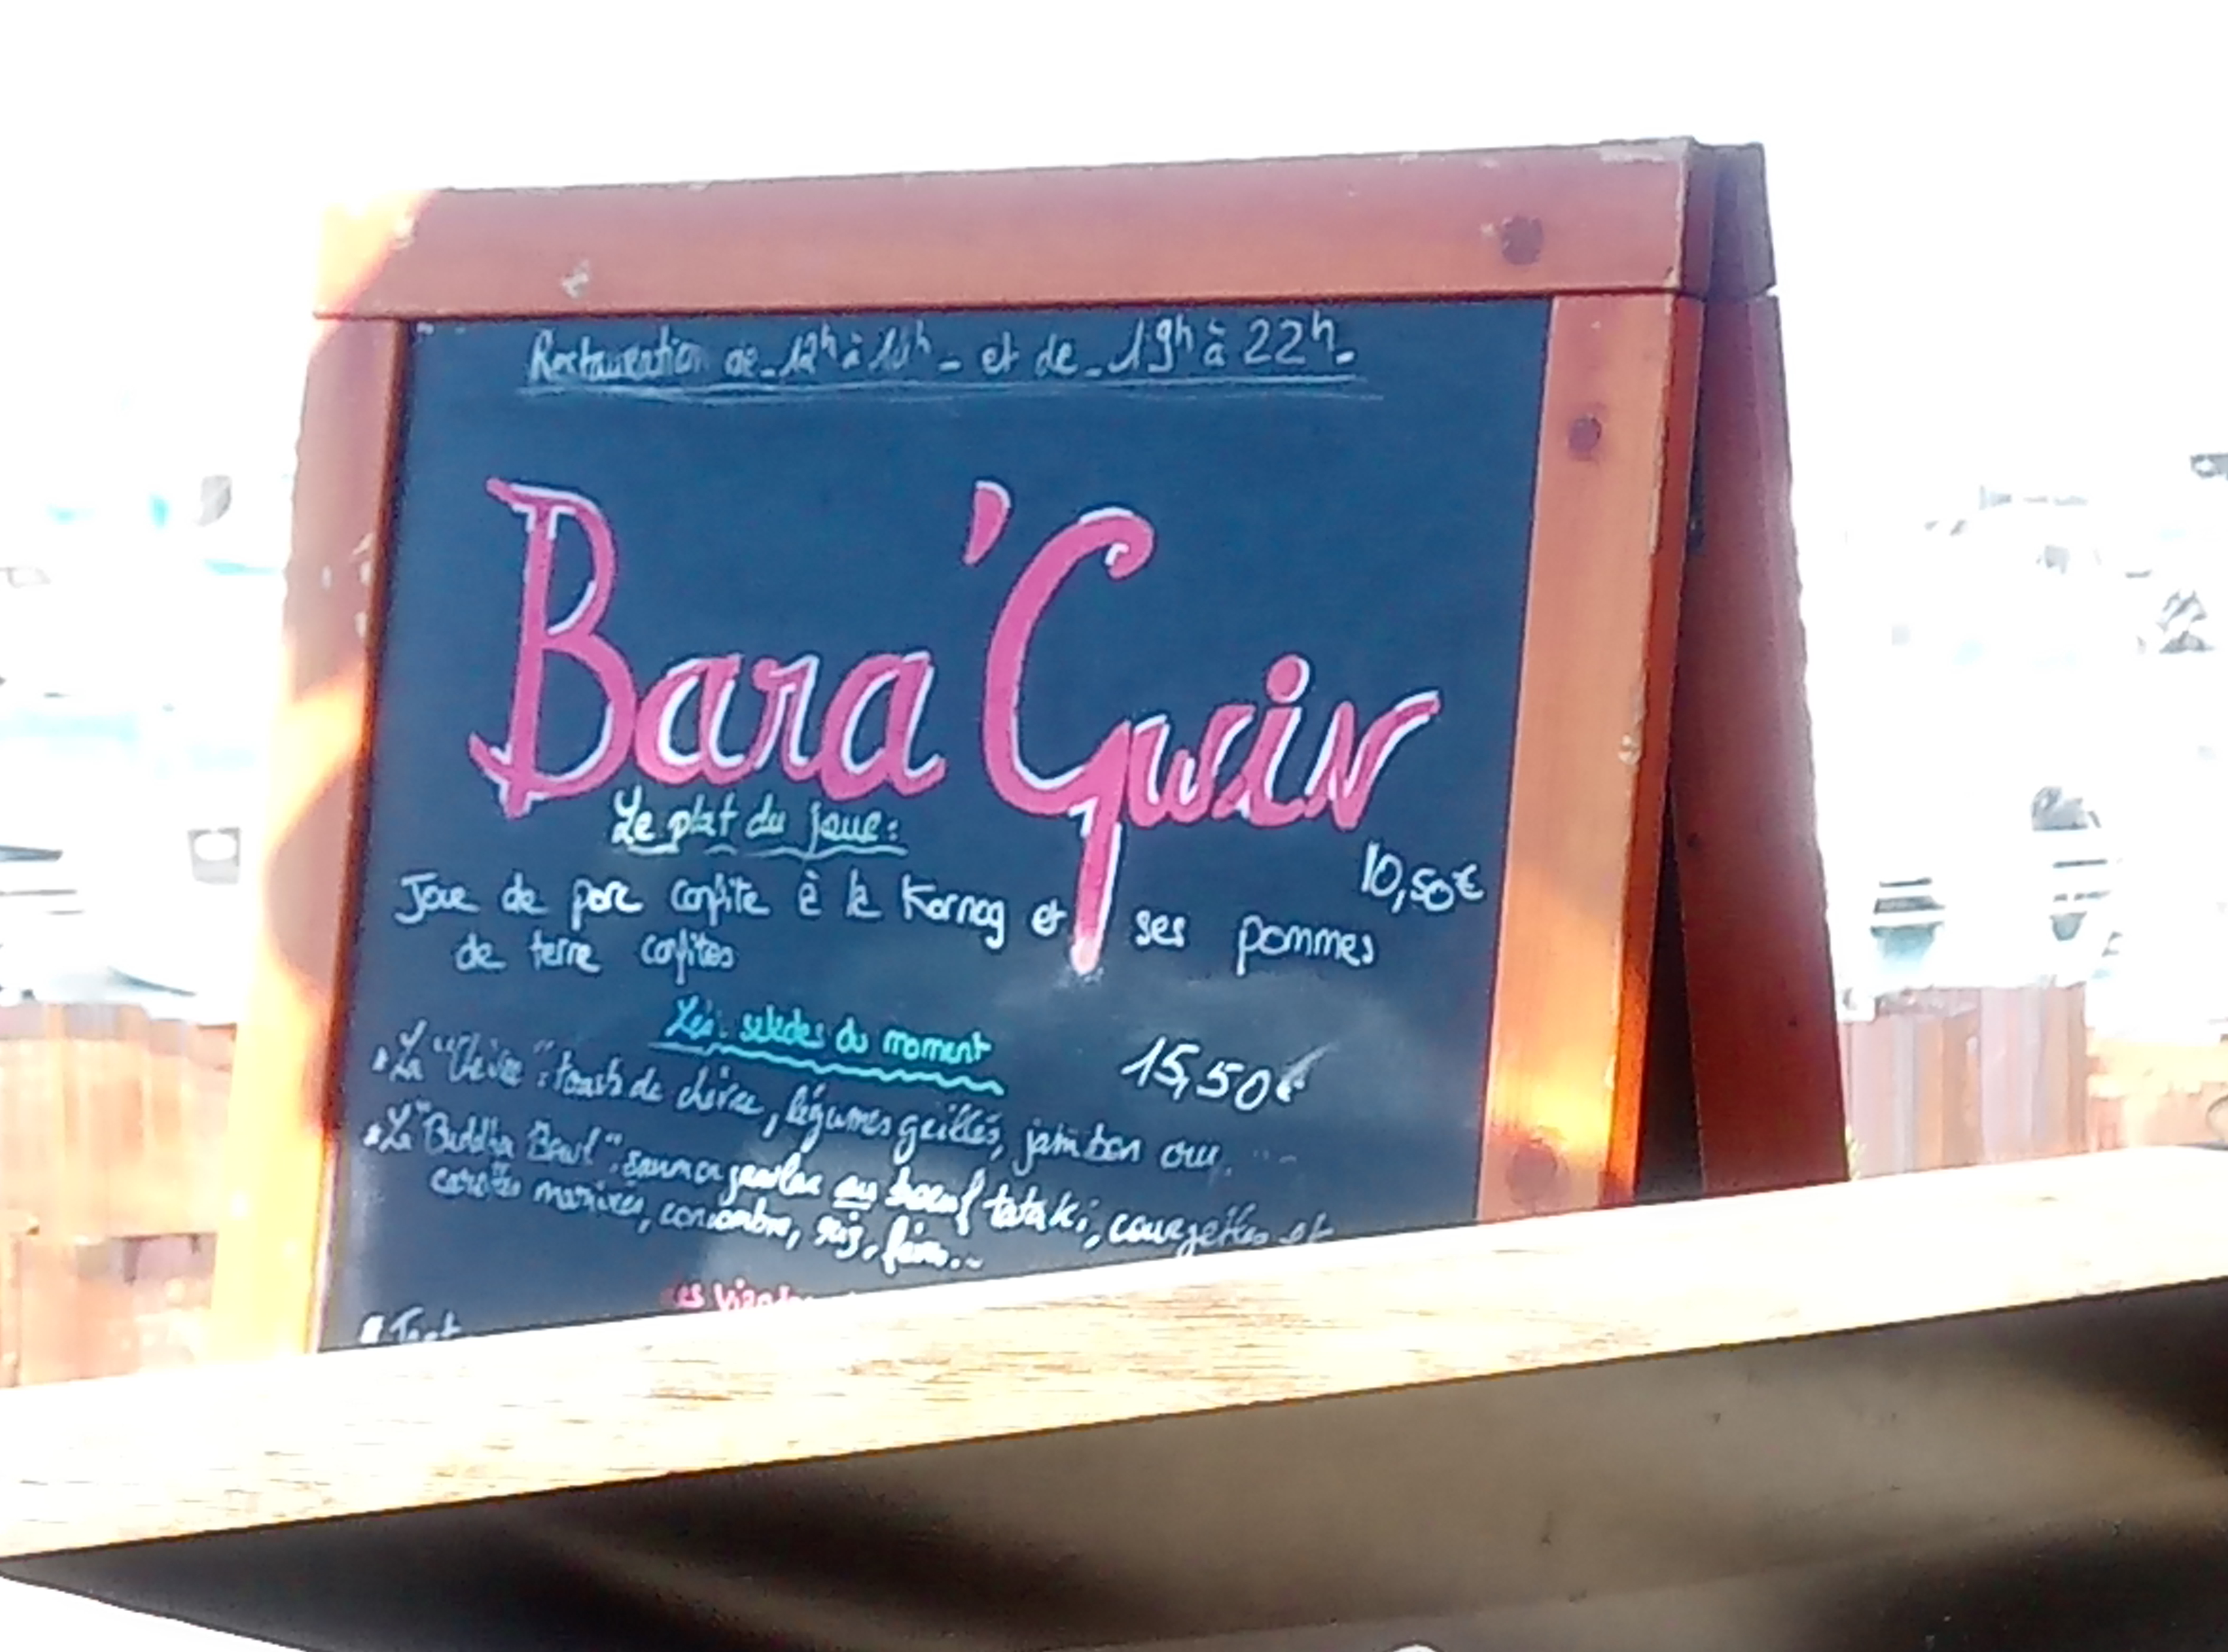 Restauration de 12h à 14h - et de 19h à 22h.
Bara'Gwin
Le plat du jour:
10,50€
Joue de porc confite à la Kornog et ses pommes
de terre confites
Les salades du moment
15,50€
La "Chèvre": toasts de chèvre, légumes grillés, jambon cru,
La "Buddha Bowl": saumon gravlax ou boeuf tataki, courgettes et
carottes marinées, concombre, riz,